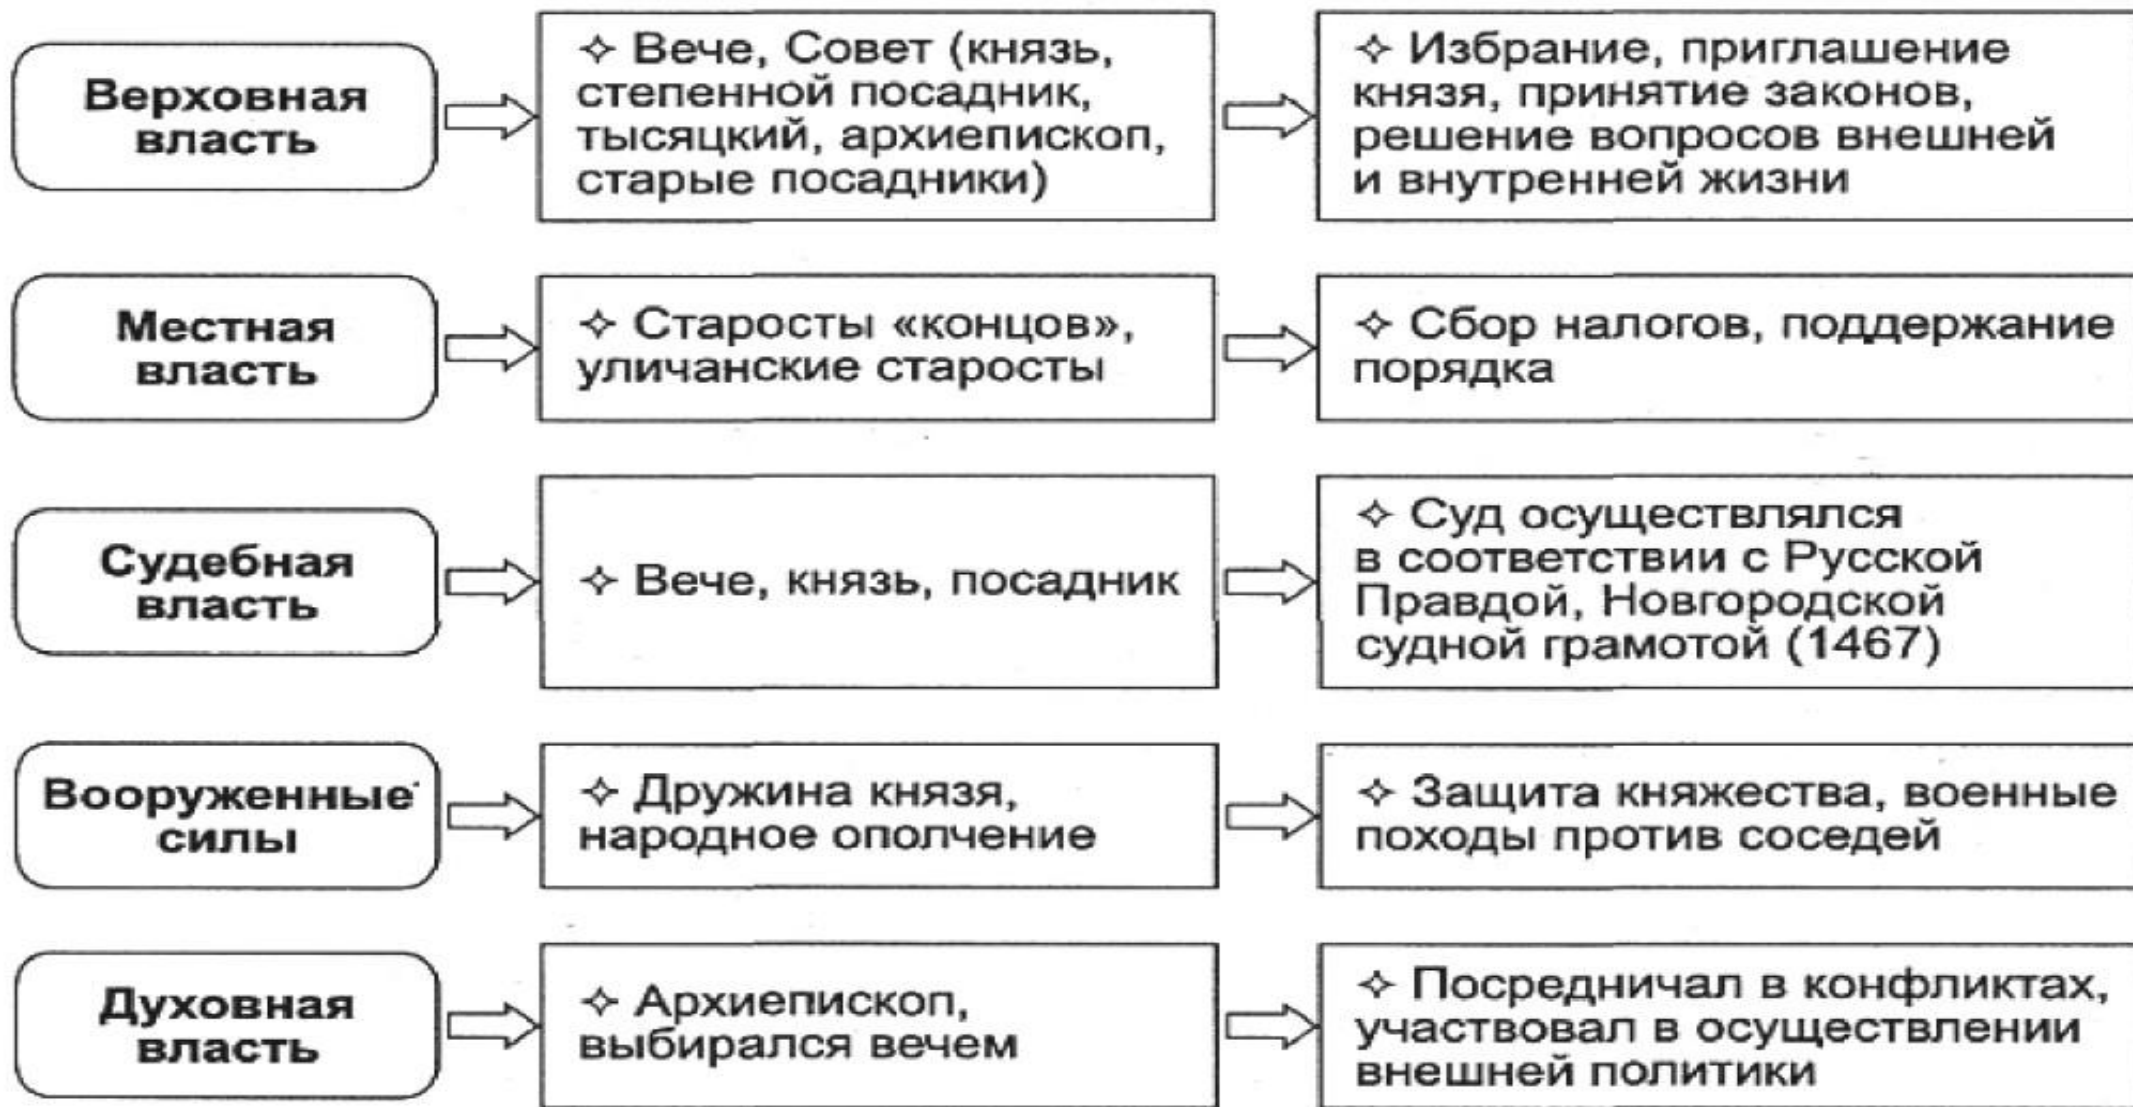 Верховная
власть
✧ Вече, Совет (князь,
степенной посадник,
тысяцкий, архиепископ,
старые посадники)
✧ Избрание, приглашение
князя, принятие законов,
решение вопросов внешней
и внутренней жизни
Местная
власть
✧ Старосты «концов»,
уличанские старосты
✧ Сбор налогов, поддержание
порядка
Судебная
власть
✧ Вече, князь, посадник
✧ Суд осуществлялся
в соответствии с Русской
Правдой, Новгородской
судной грамотой (1467)
Вооруженные
силы
✧ Дружина князя,
народное ополчение
✧ Защита княжества, военные
походы против соседей
Духовная
власть
✧ Архиепископ,
выбирался вечем
✧ Посредничал в конфликтах,
участвовал в осуществлении
внешней политики